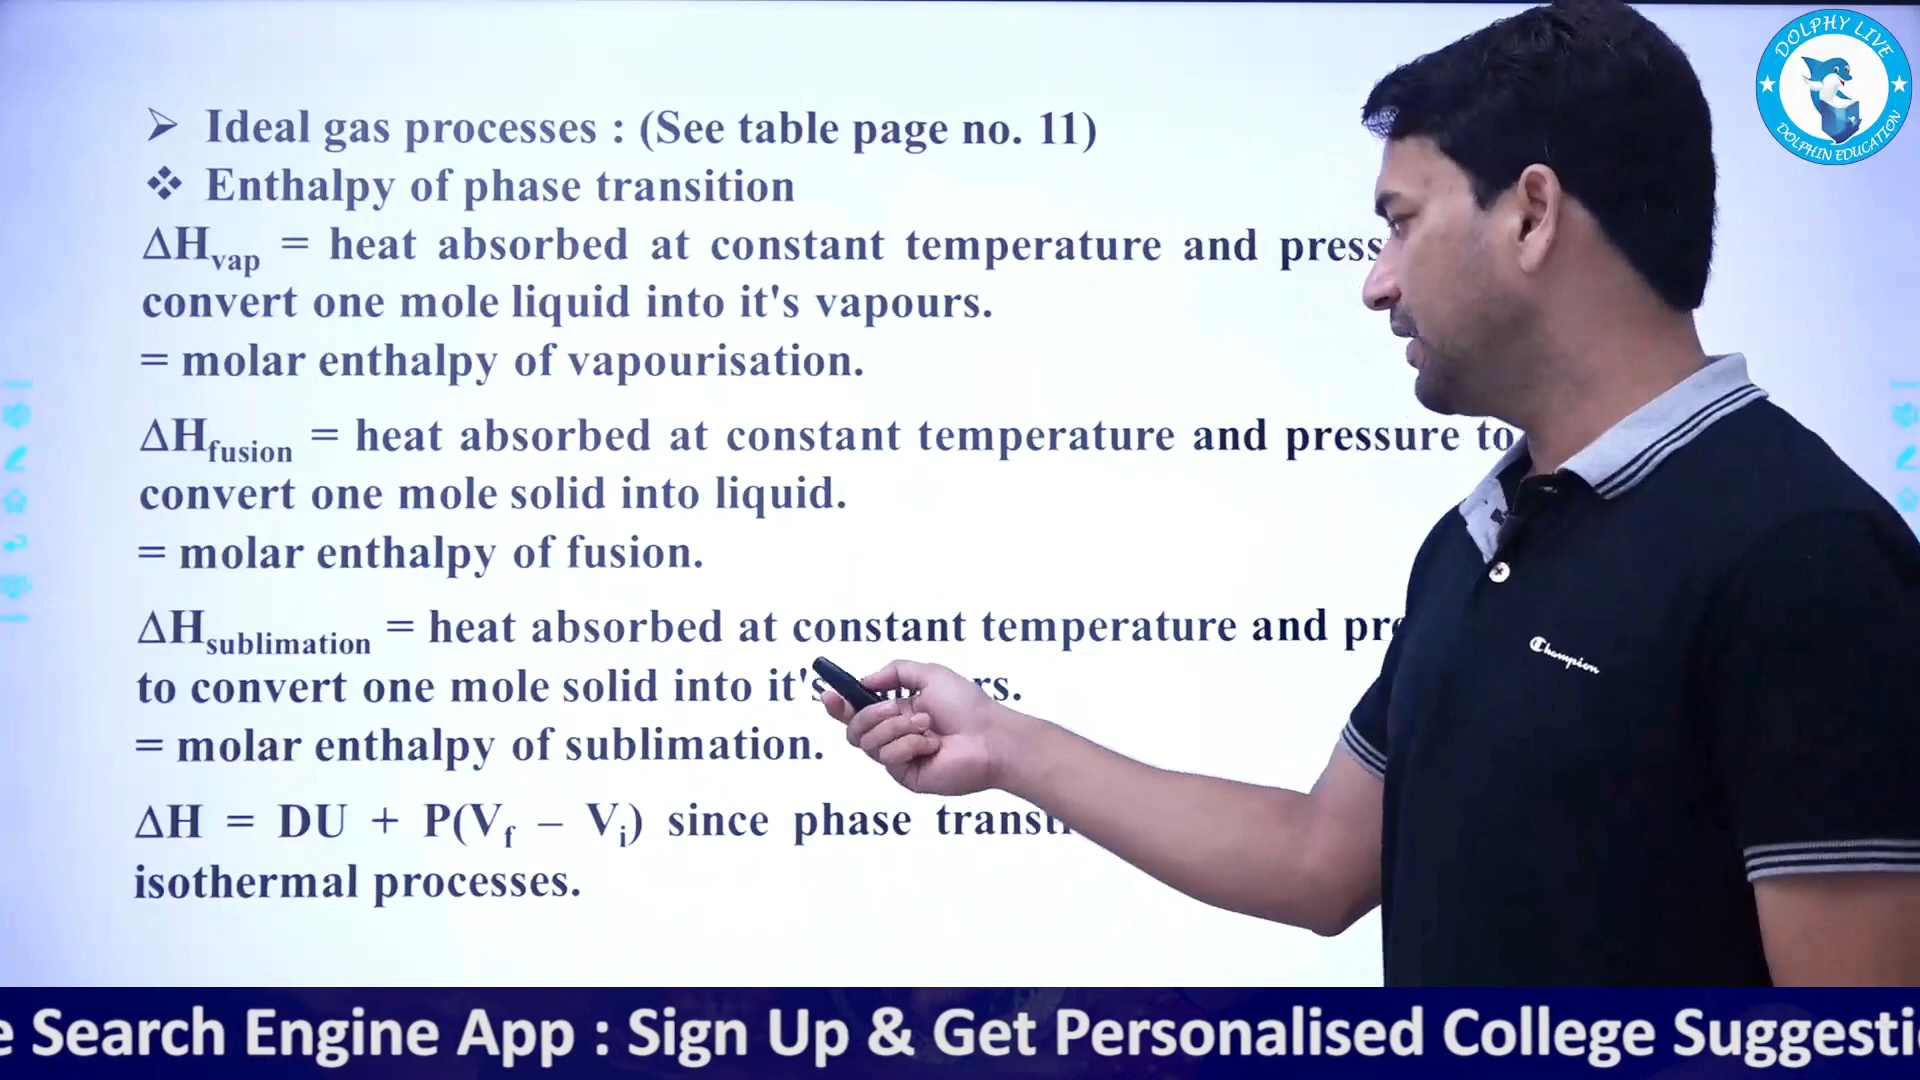 ➢ Ideal gas processes : (See table page no. 11)
❖ Enthalpy of phase transition
ΔHvap = heat absorbed at constant temperature and
convert one mole liquid into it's vapours.
= molar enthalpy of vapourisation.
ΔHfusion = heat absorbed at constant temperature and pressure to
convert one mole solid into liquid.
= molar enthalpy of fusion.
ΔHsublimation = heat absorbed at constant temperature and
to convert one mole solid into it's
= molar enthalpy of sublimation.
ΔH = DU + P(Vf – Vi) since phase
isothermal processes.
DOLPHY LIVE
DOLPHIN EDUCATION
Champion
e Search Engine App : Sign Up & Get Personalised College Suggesti